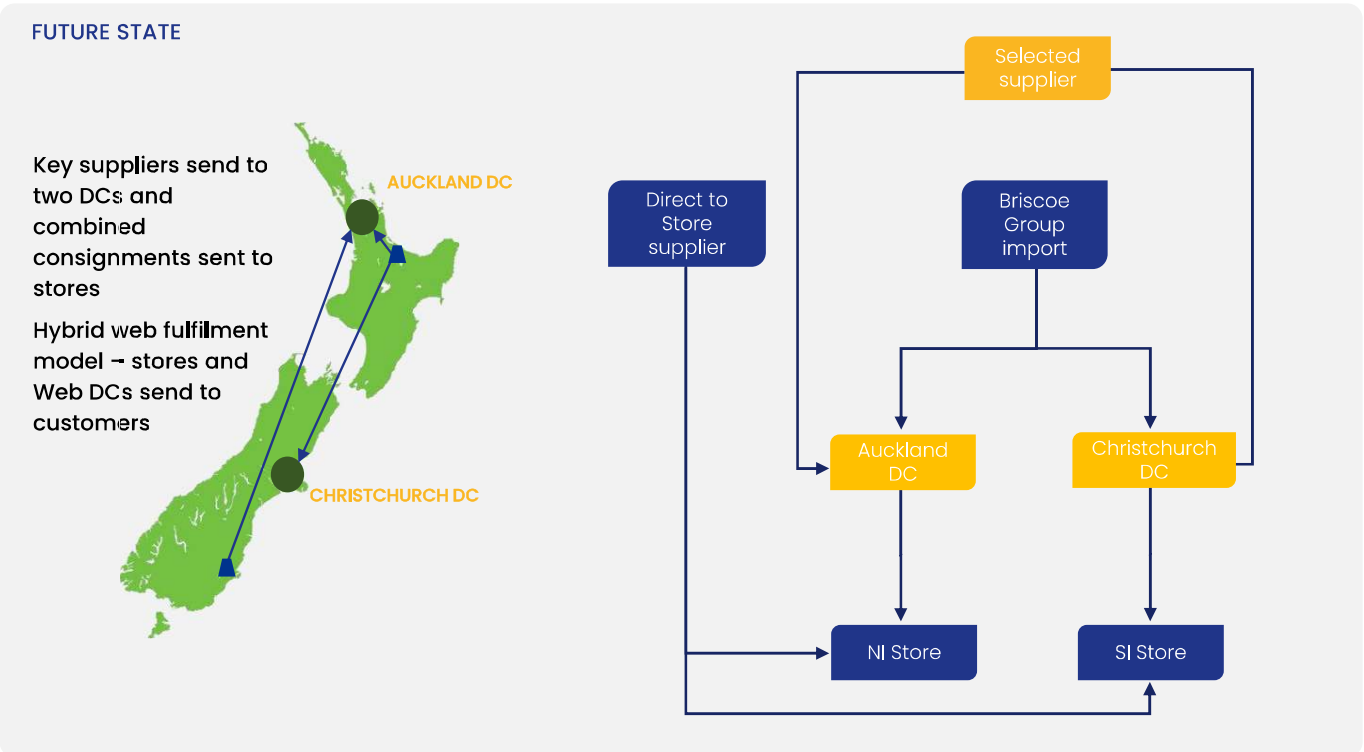 FUTURE STATE
Key suppliers send to
two DCs and
combined
consignments sent to
stores
Hybrid web fulfilment
model – stores and
Web DCs send to
customers
AUCKLAND DC
CHRISTCHURCH DC
Selected
supplier
Direct to
Store
supplier
Briscoe
Group
import
Auckland
DC
Christchurch
DC
NI Store
SI Store